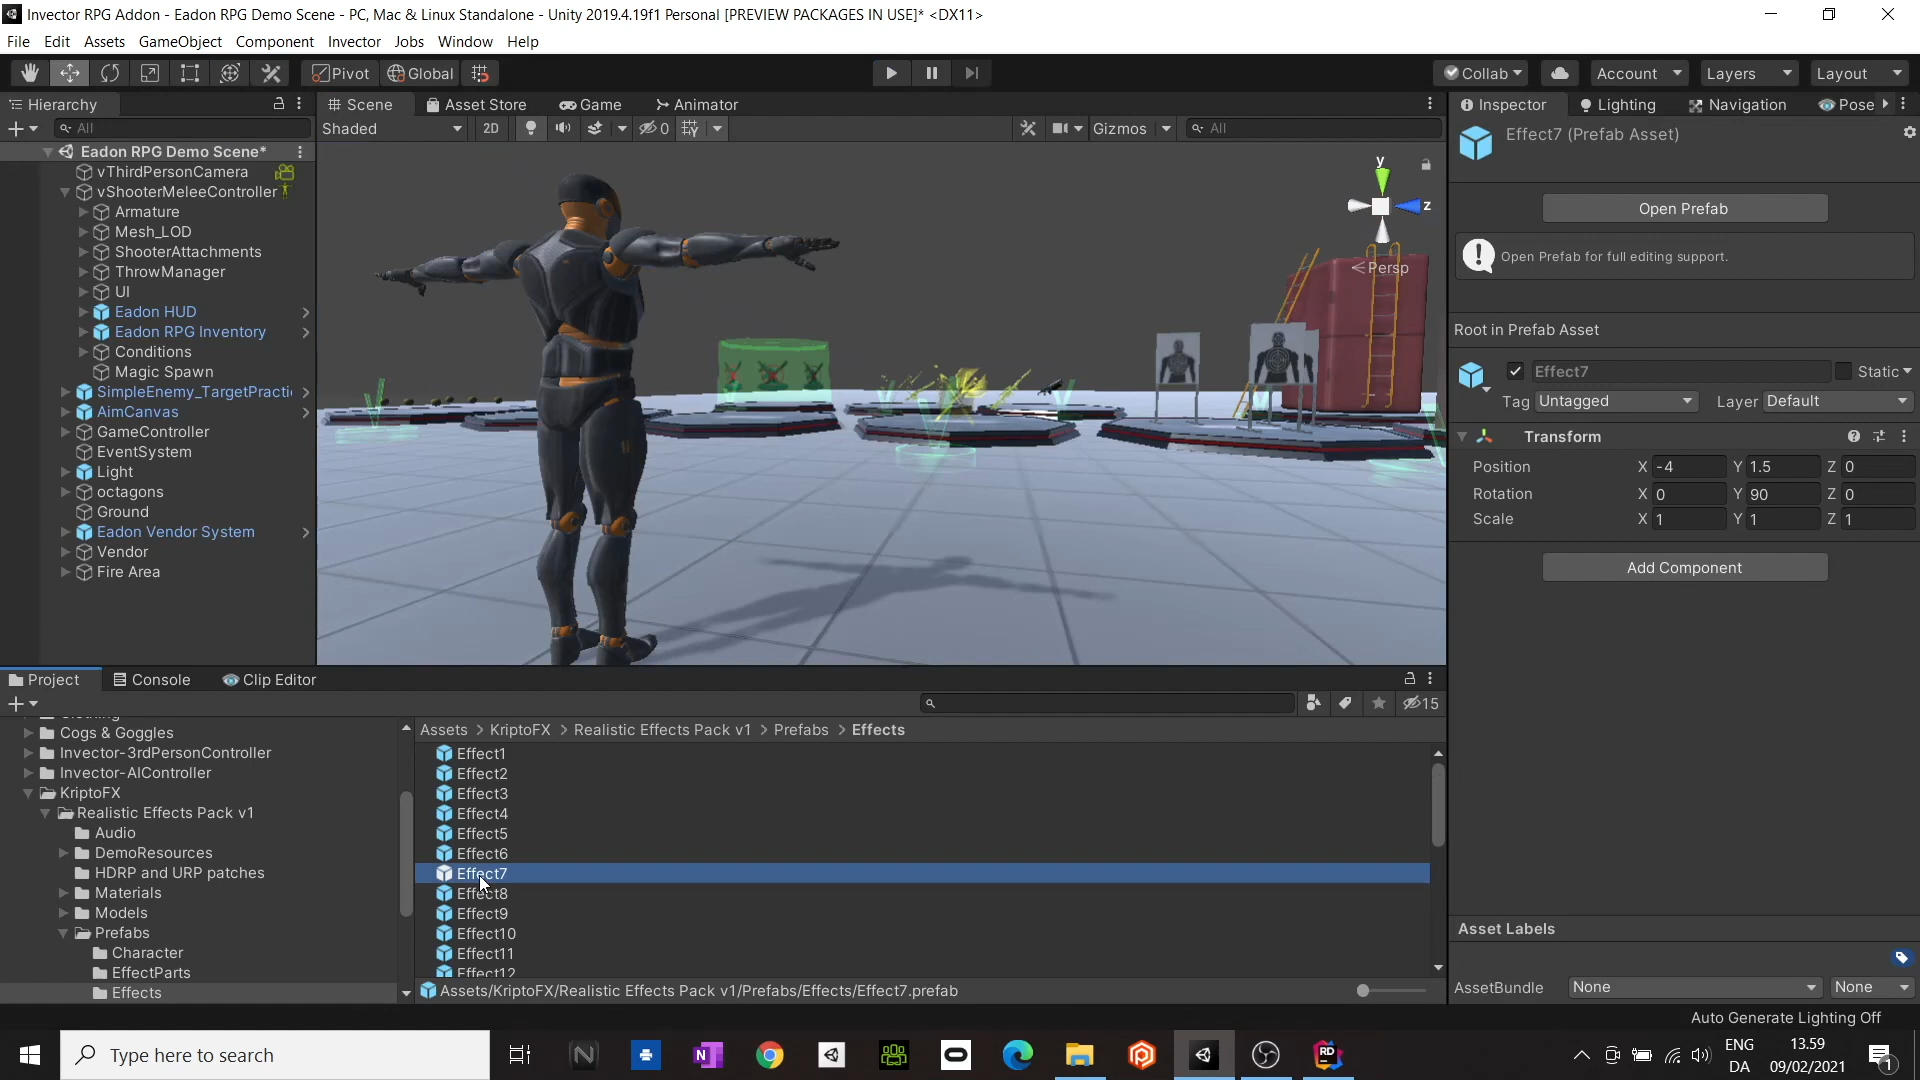 Invector RPG Addon - Eadon RPG Demo Scene - PC, Mac & Linux Standalone - Unity 2019.4.19f1 Personal [PREVIEW PACKAGES IN USE]* <DX11>
File Edit Assets GameObject Component Invector Jobs Window Help
Pivot Global Collab Account Layers Layout
Hierarchy Scene Asset Store Game Animator Inspector Lighting Navigation Pose
All Shaded 2D 0 Gizmos All
Effect7 (Prefab Asset)
Eadon RPG Demo Scene*
vThirdPersonCamera
vShooterMeleeController
Armature
Mesh_LOD
ShooterAttachments
ThrowManager
UI
Eadon HUD
Eadon RPG Inventory
Conditions
Magic Spawn
SimpleEnemy_TargetPracti
AimCanvas
GameController
EventSystem
Light
octagons
Ground
Eadon Vendor System
Vendor
Fire Area
y
z
Persp
Open Prefab
Open Prefab for full editing support.
Root in Prefab Asset
Effect7 Static
Tag Untagged Layer Default
Transform
Position X -4 Y 1.5 Z 0
Rotation X 0 Y 90 Z 0
Scale X 1 Y 1 Z 1
Add Component
Asset Labels
AssetBundle None None
Project Console Clip Editor
15
Cogs & Goggles
Invector-3rdPersonController
Invector-AIController
KriptoFX
Realistic Effects Pack v1
Audio
DemoResources
HDRP and URP patches
Materials
Models
Prefabs
Character
EffectParts
Effects
Assets > KriptoFX > Realistic Effects Pack v1 > Prefabs > Effects
Effect1
Effect2
Effect3
Effect4
Effect5
Effect6
Effect7
Effect8
Effect9
Effect10
Effect11
Effect12
Assets/KriptoFX/Realistic Effects Pack v1/Prefabs/Effects/Effect7.prefab
Auto Generate Lighting Off
Type here to search
N
N
RD
ENG
DA
13.59
09/02/2021
1